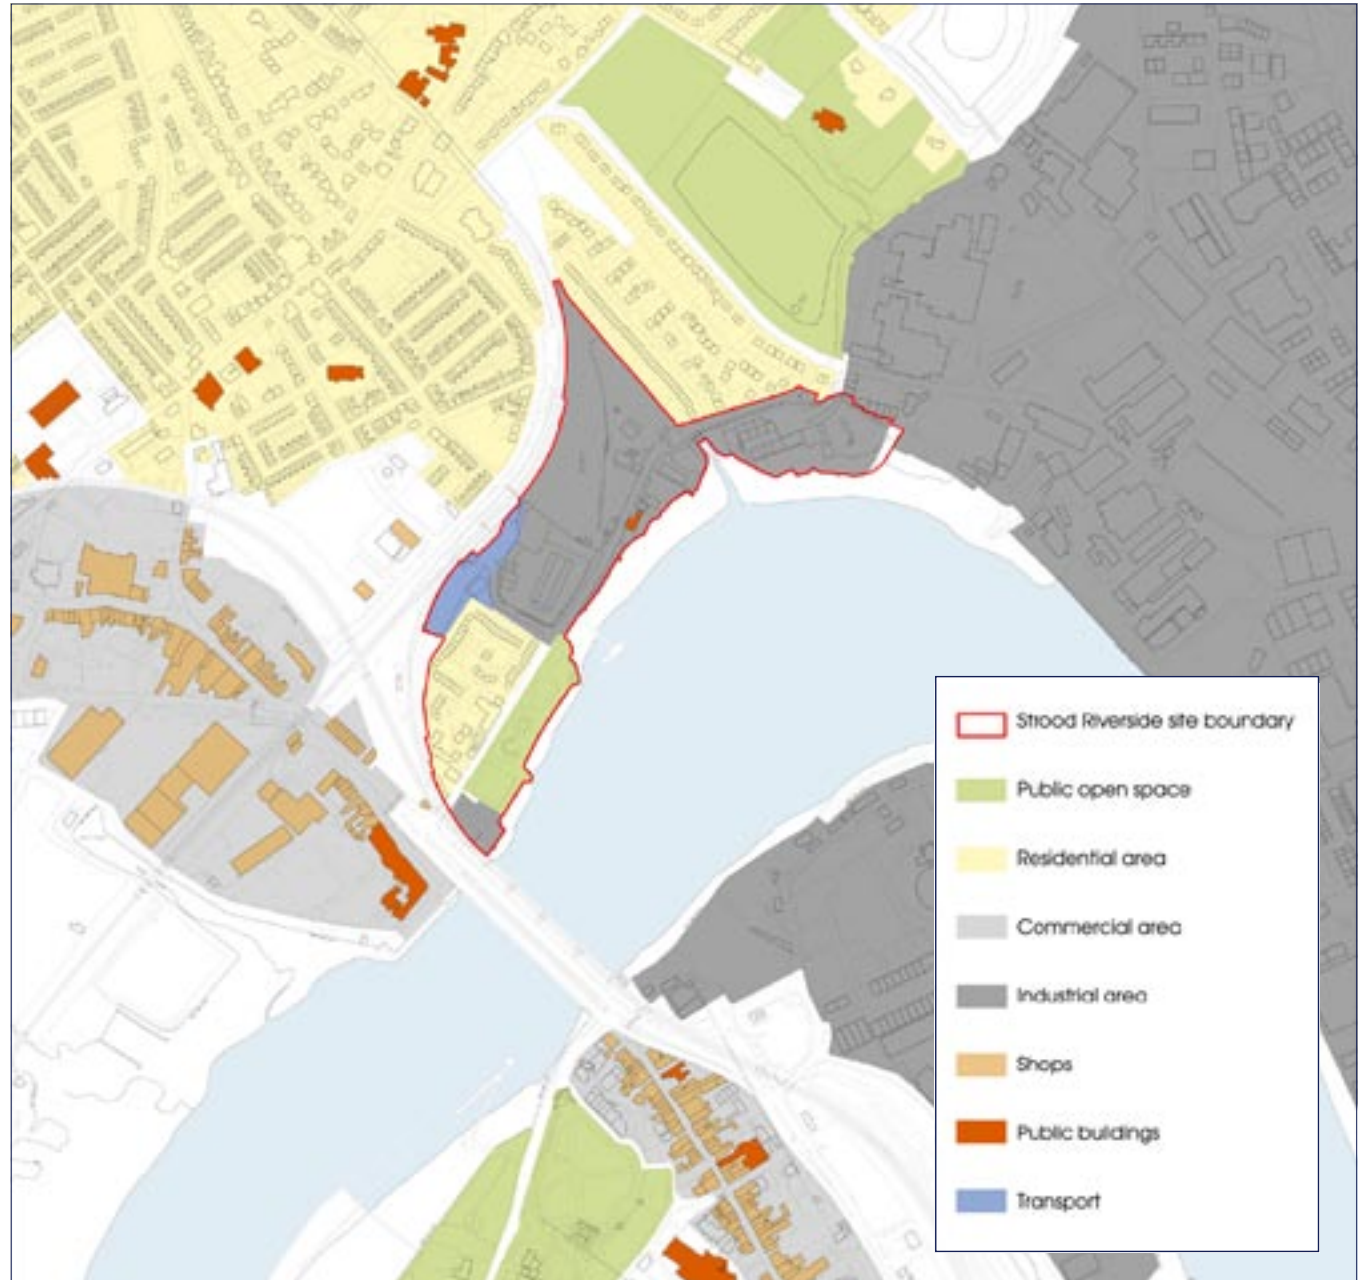 Strood Riverside site boundary
Public open space
Residential area
Commercial area
Industrial area
Shops
Public buildings
Transport